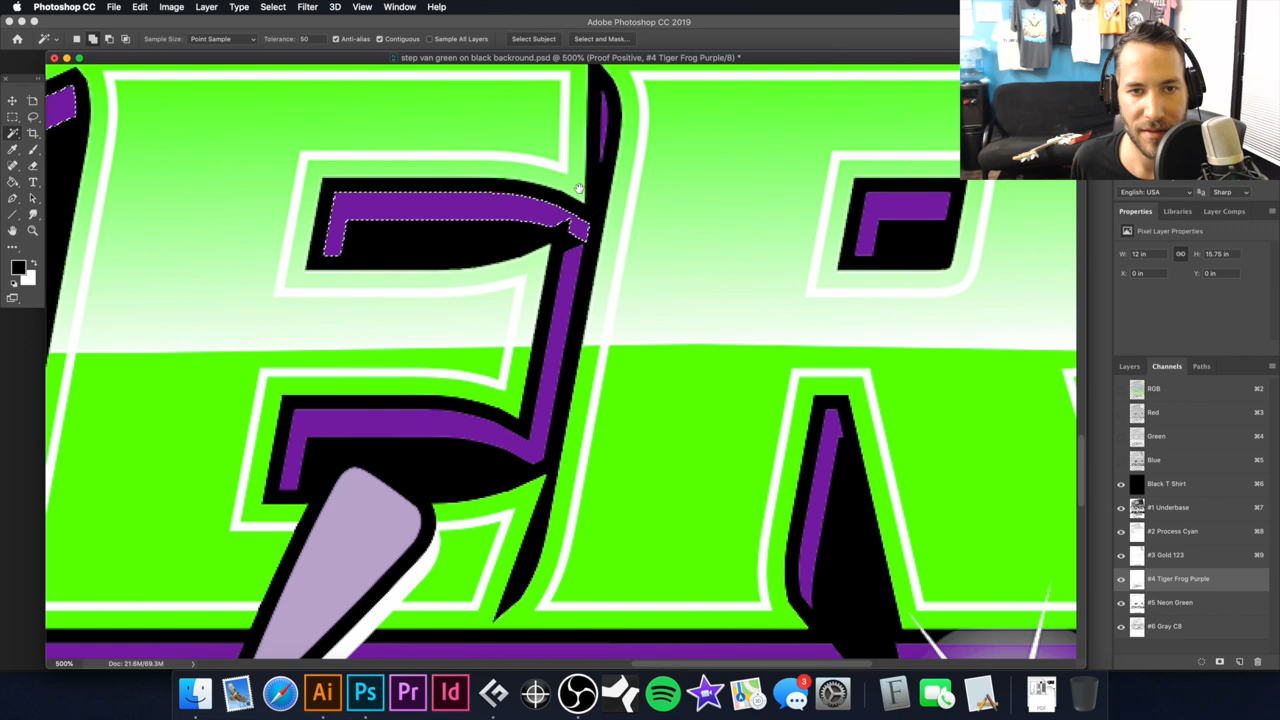 Photoshop CC File Edit Image Layer Type Select Filter 3D View Window Help
Adobe Photoshop CC 2019
Sample Size: Point Sample Tolerance: 50 Anti-alias Contiguous Sample All Layers Select Subject Select and Mask...
step van green on black backround.psd @ 500% (Proof Positive, #4 Tiger Frog Purple/8) *
English: USA Sharp
Properties Libraries Layer Comps
Pixel Layer Properties
W: 12 in H: 15.75 in
X: 0 in Y: 0 in
Layers Channels Paths
RGB ⌘2
Red ⌘3
Green ⌘4
Blue ⌘5
Black T Shirt ⌘6
#1 Underbase ⌘7
#2 Process Cyan ⌘8
#3 Gold 123 ⌘9
#4 Tiger Frog Purple
#5 Neon Green
#6 Gray C8
500% Doc: 21.6M/69.3M
Ai Ps Pr Id 3 F PDF